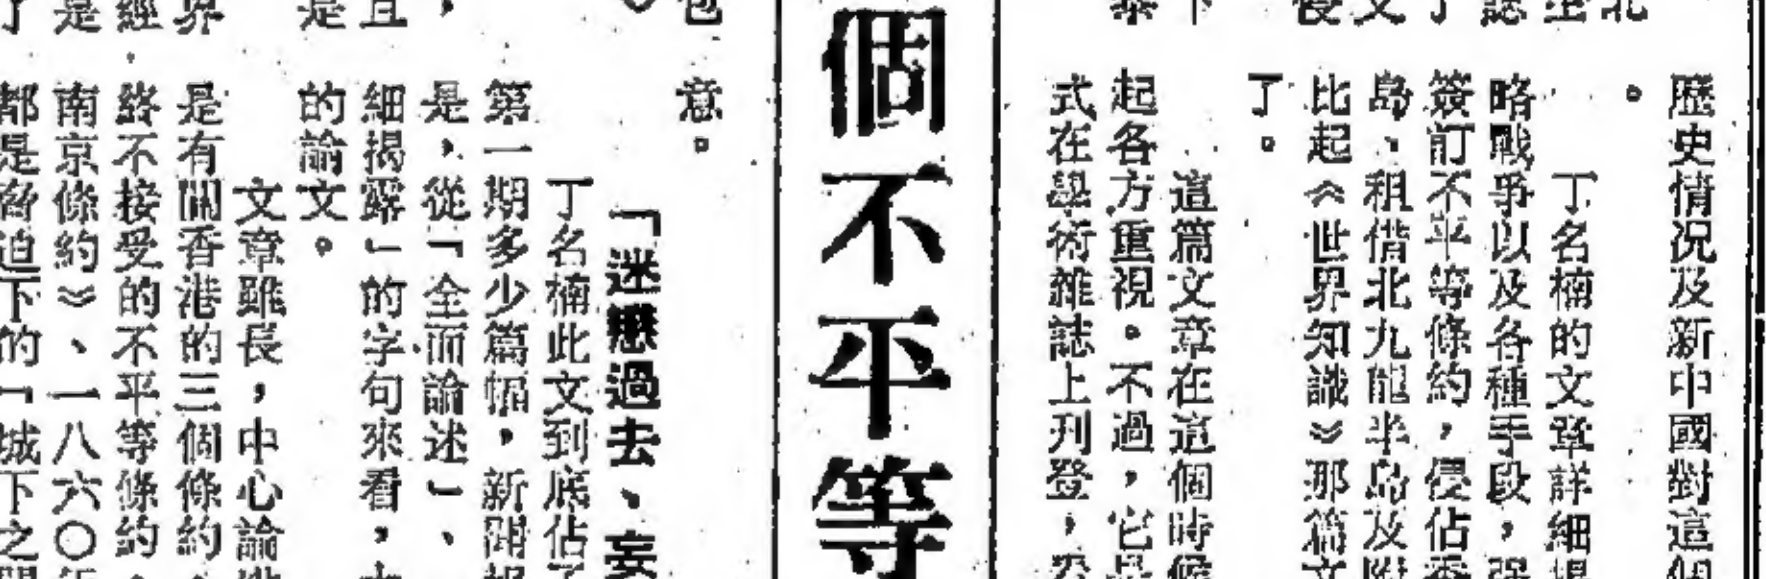 歷史情況及新中國對這個
。
丁名楠的文章詳細
略戰爭以及各種手段，强
簽訂不平等條約，侵佔香
島、租借北九龍半島及附
比起《世界知識》那篇文
了。
這篇文章在這個時候
起各方重視。不過，它是
式在學術雜誌上刊登，
個不平等
意。
「迷戀過去、妄
丁名楠此文到底佔了
第一期多少篇幅，新聞報
是，從「全面論述」、
細揭露」的字句來看，
的論文。
文章雖長，中心論
是有關香港的三個條約，
終不接受的不平等條約。
南京條約》、一八六〇年
都是脅迫下的「城下之